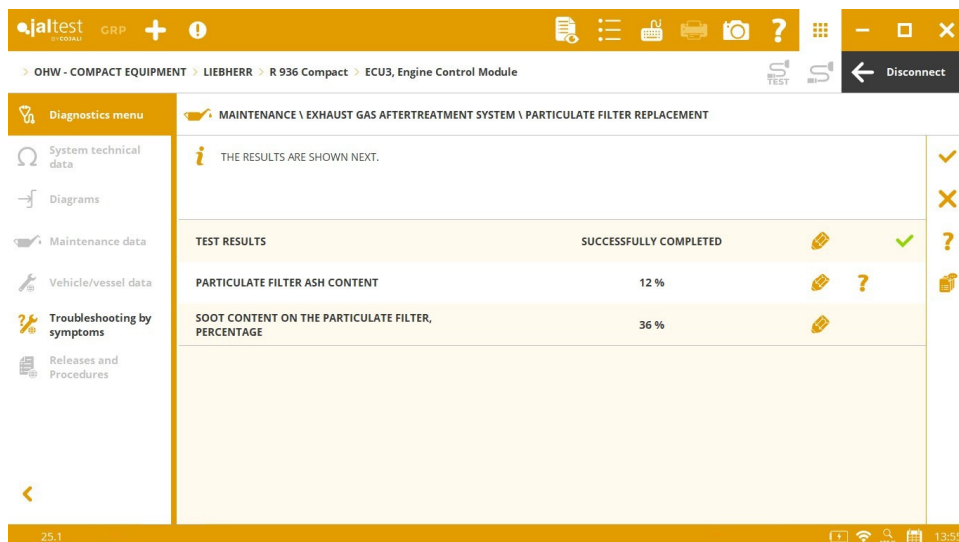 jaltest GRP
BY COJALI
TEST
> OHW - COMPACT EQUIPMENT > LIEBHERR > R 936 Compact > ECU3, Engine Control Module
Disconnect
Diagnostics menu
MAINTENANCE \ EXHAUST GAS AFTERTREATMENT SYSTEM \ PARTICULATE FILTER REPLACEMENT
System technical
data
Diagrams
Maintenance data
Vehicle/vessel data
Troubleshooting by
symptoms
Releases and
Procedures
THE RESULTS ARE SHOWN NEXT.
TEST RESULTS SUCCESSFULLY COMPLETED
PARTICULATE FILTER ASH CONTENT 12 % ?
SOOT CONTENT ON THE PARTICULATE FILTER,
PERCENTAGE 36 %
25.1
13:55